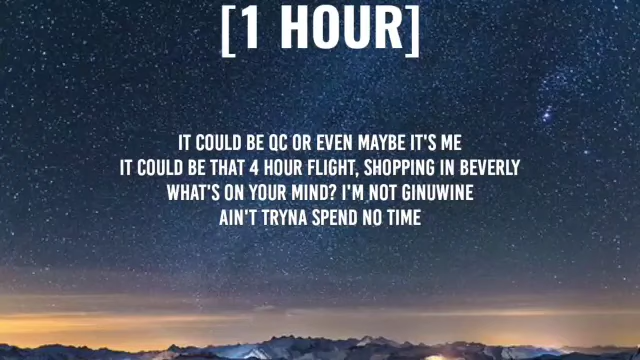 [1 HOUR]
IT COULD BE QC OR EVEN MAYBE IT'S ME
IT COULD BE THAT 4 HOUR FLIGHT, SHOPPING IN BEVERLY
WHAT'S ON YOUR MIND? I'M NOT GINUWINE
AIN'T TRYNA SPEND NO TIME